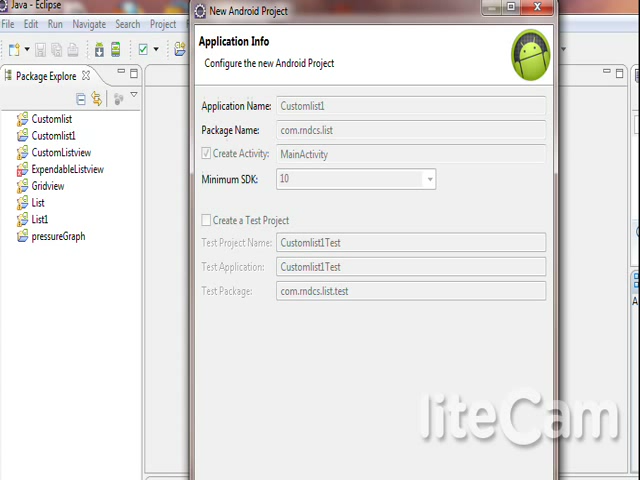 Java - Eclipse
File Edit Run Navigate Search Project
Package Explore
Customlist
Customlist1
CustomListview
ExpendableListview
Gridview
List
List1
pressureGraph
New Android Project
Application Info
Configure the new Android Project
Application Name: Customlist1
Package Name: com.rndcs.list
Create Activity: MainActivity
Minimum SDK: 10
Create a Test Project
Test Project Name: Customlist1Test
Test Application: Customlist1Test
Test Package: com.rndcs.list.test
liteCam